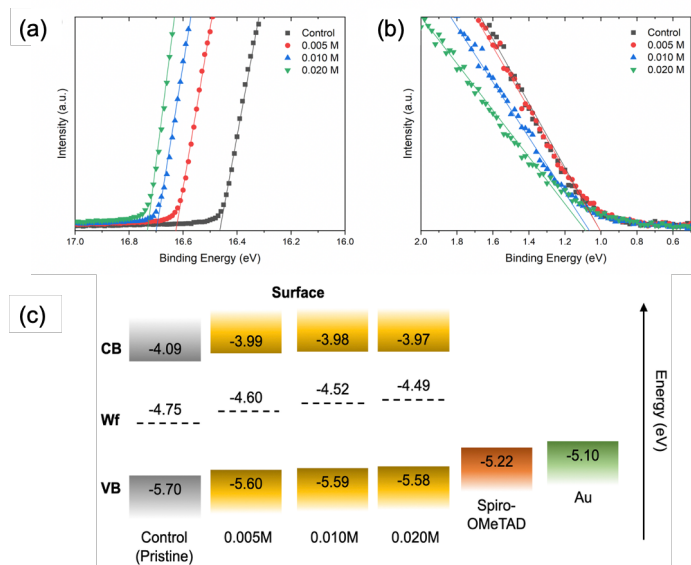 (a)
Intensity (a.u.)
Control
0.005 M
0.010 M
0.020 M
17.0 16.8 16.6 16.4 16.2 16.0
Binding Energy (eV)
(b)
Intensity (a.u.)
Control
0.005 M
0.010 M
0.020 M
2.0 1.8 1.6 1.4 1.2 1.0 0.8 0.6
Binding Energy (eV)
(c)
Surface
CB
-4.09 -3.99 -3.98 -3.97
Wf
-4.75 -4.60 -4.52 -4.49
VB
-5.70 -5.60 -5.59 -5.58 -5.22 -5.10
Control
(Pristine)
0.005M 0.010M 0.020M
Spiro-
OMeTAD
Au
Energy (eV)